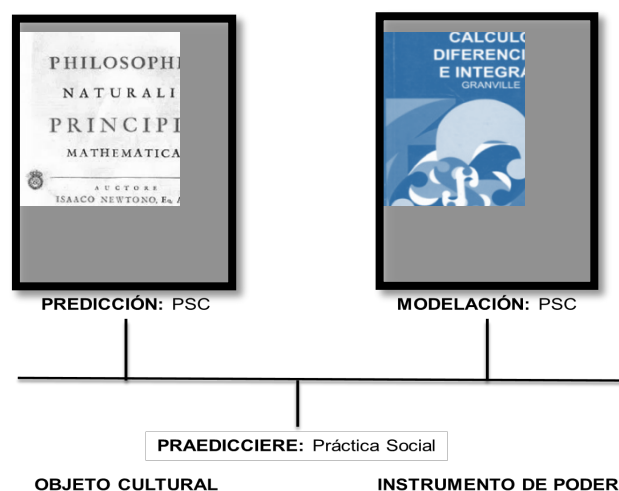 PHILOSOPHI
NATURALI
PRINCIPI
MATHEMATICA
AUCTORE
ISAACO NEWTONO, Eq. A
CALCULO
DIFERENCI
E INTEGRA
GRANVILLE
PREDICCIÓN: PSC
MODELACIÓN: PSC
PRAEDICCIERE: Práctica Social
OBJETO CULTURAL
INSTRUMENTO DE PODER